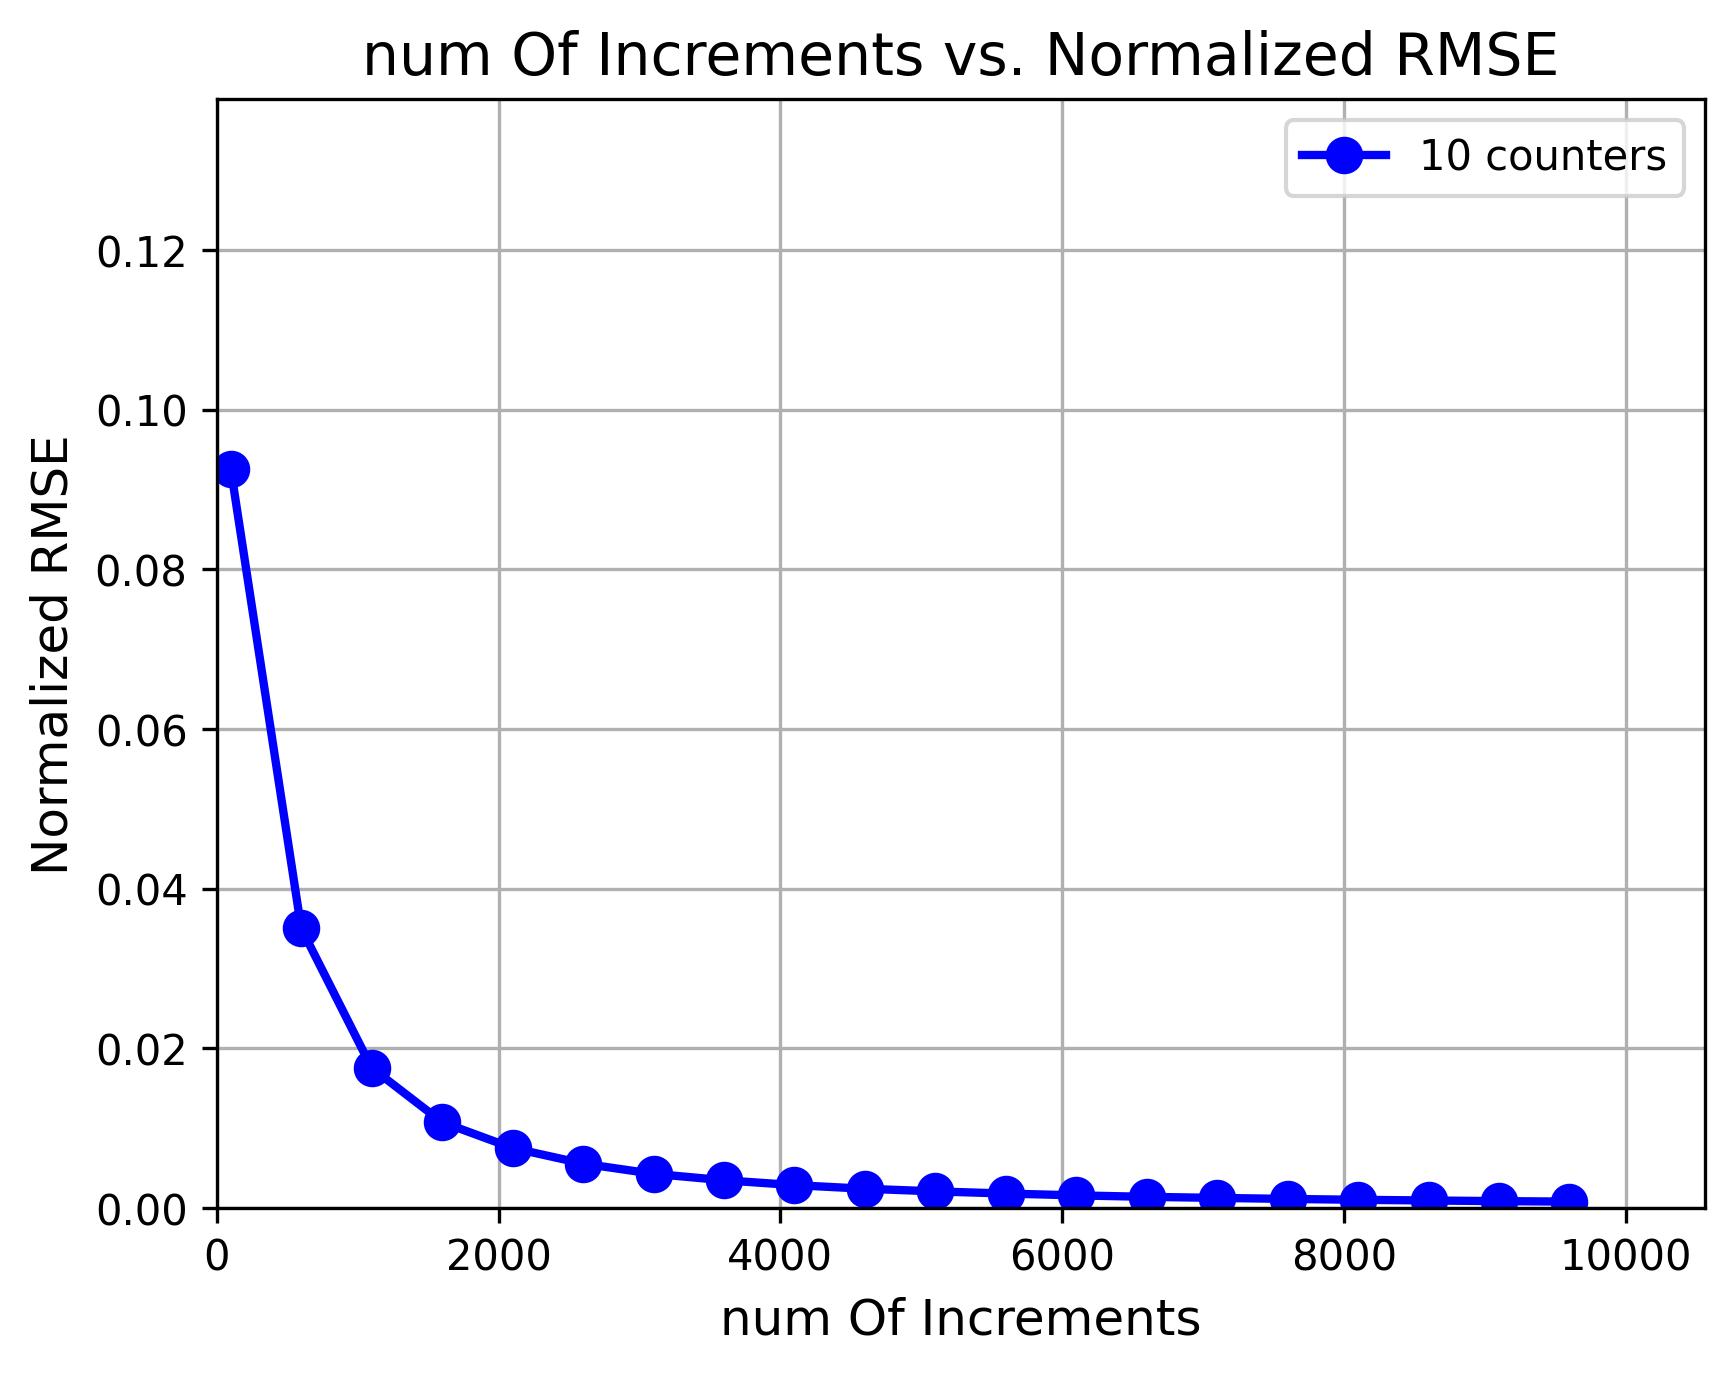 num Of Increments vs. Normalized RMSE
10 counters
Normalized RMSE
0.12
0.10
0.08
0.06
0.04
0.02
0.00
0 2000 4000 6000 8000 10000
num Of Increments